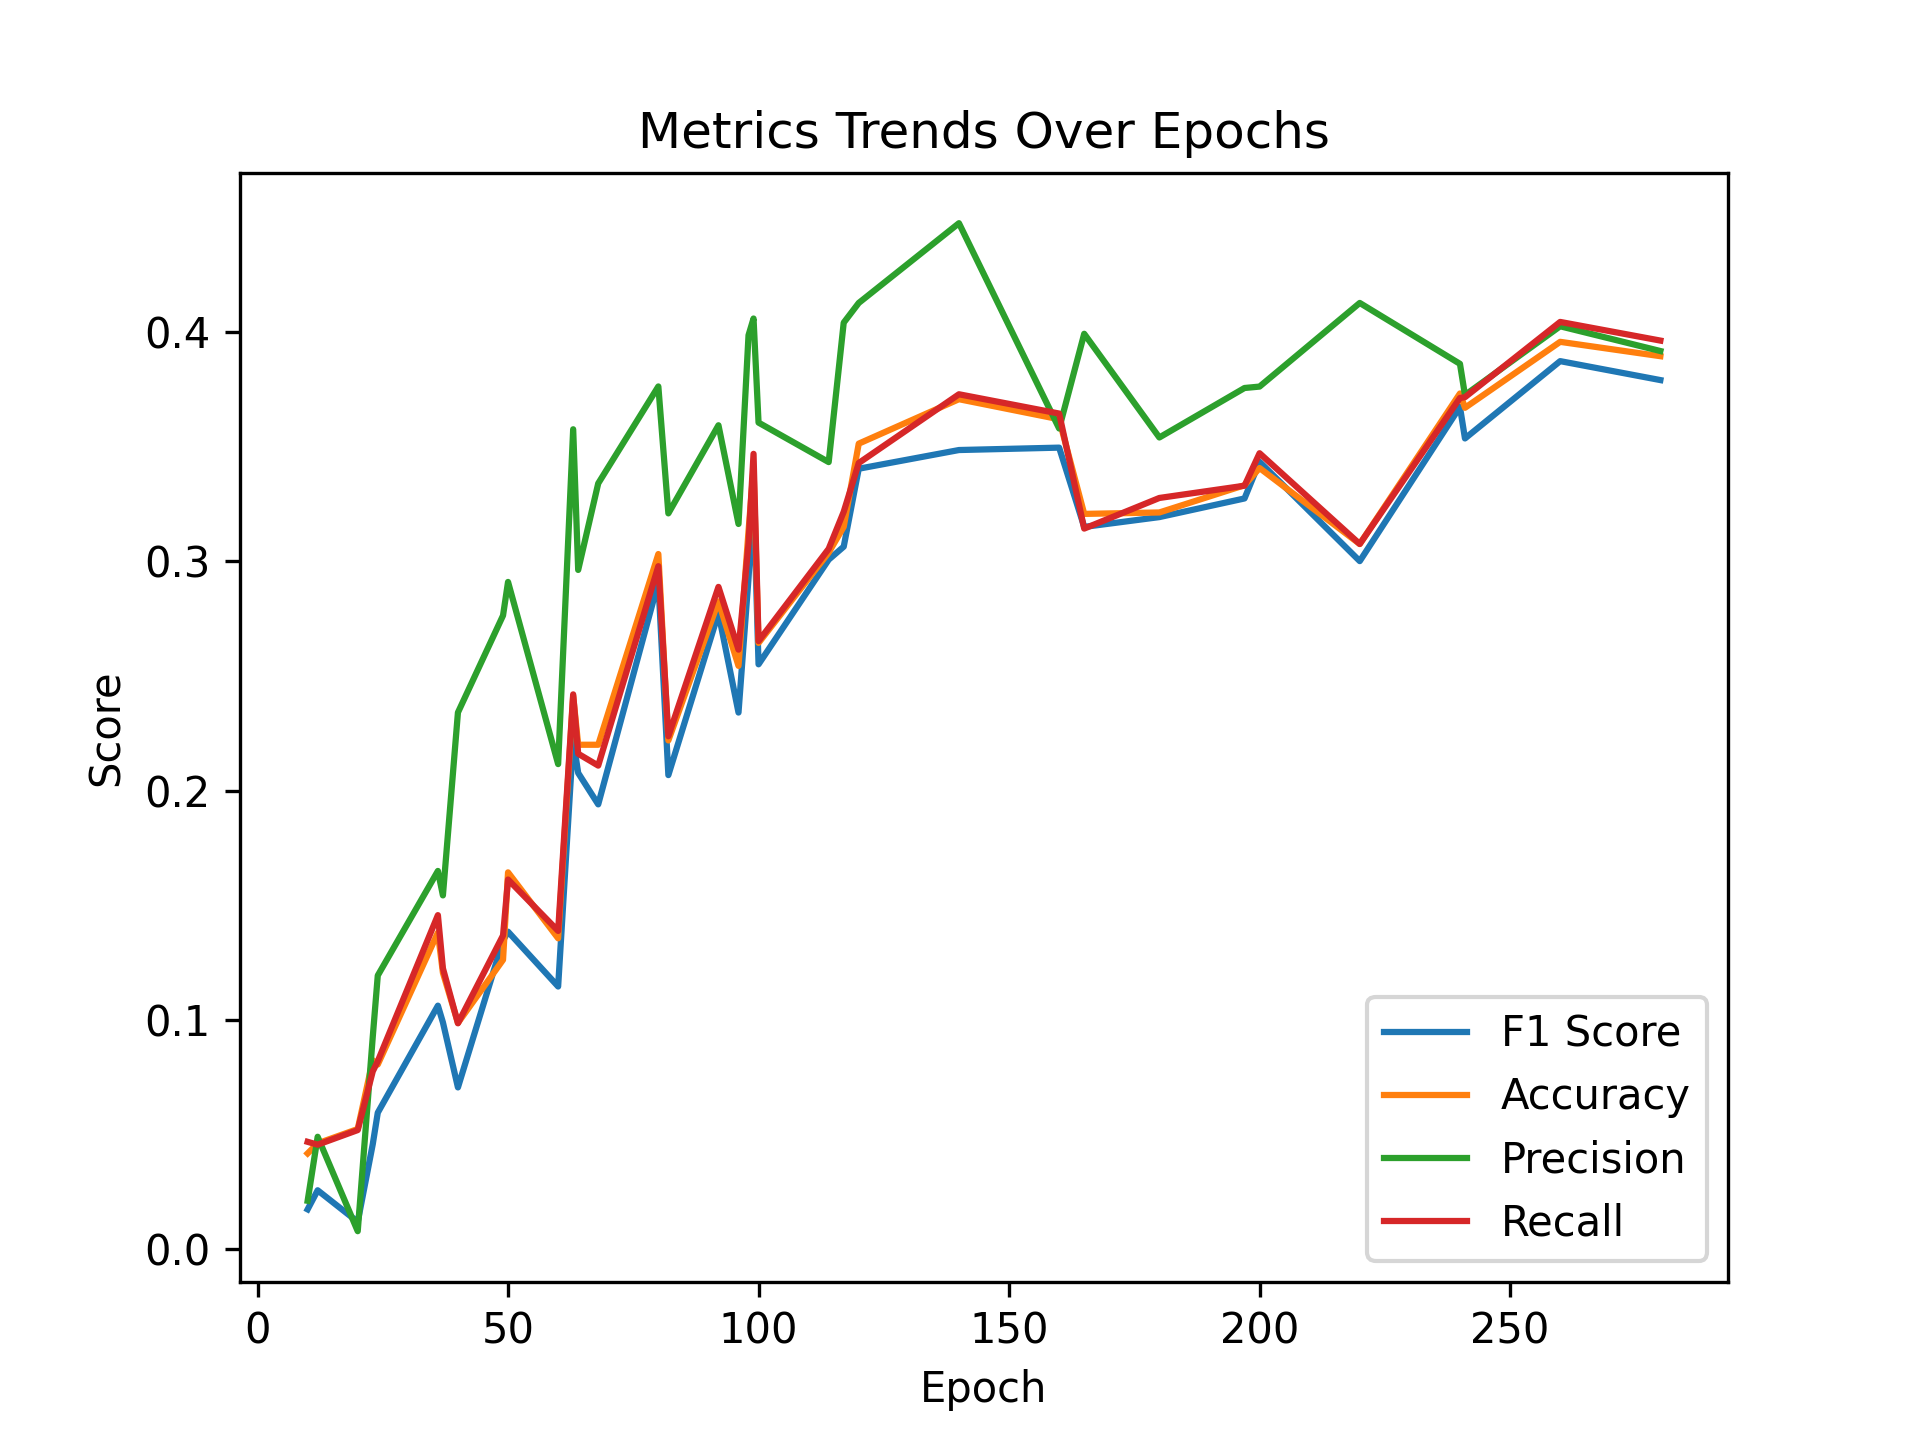 Metrics Trends Over Epochs
Score
0.4
0.3
0.2
0.1
0.0
0 50 100 150 200 250
Epoch
F1 Score
Accuracy
Precision
Recall